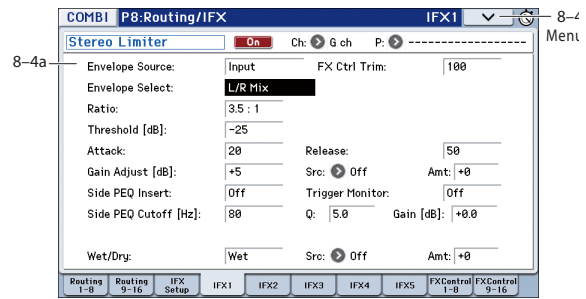 COMBI P8:Routing/IFX IFX1 8–4
Stereo Limiter On Ch: G ch P: ------------------ Menu
8–4a
Envelope Source: Input FX Ctrl Trim: 100
Envelope Select: L/R Mix
Ratio: 3.5 : 1
Threshold [dB]: -25
Attack: 20 Release: 50
Gain Adjust [dB]: +5 Src: Off Amt: +0
Side PEQ Insert: Off Trigger Monitor: Off
Side PEQ Cutoff [Hz]: 80 Q: 5.0 Gain [dB]: +0.0
Wet/Dry: Wet Src: Off Amt: +0
Routing 1-8 Routing 9-16 IFX Setup IFX1 IFX2 IFX3 IFX4 IFX5 FXControl 1-8 FXControl 9-16